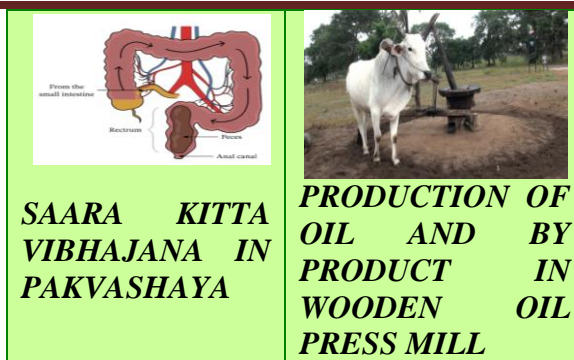 From the
small intestine
Rectrum
Feces
Anal canal
SAARA KITTA
VIBHAJANA IN
PAKVASHAYA
PRODUCTION OF
OIL AND BY
PRODUCT IN
WOODEN OIL
PRESS MILL